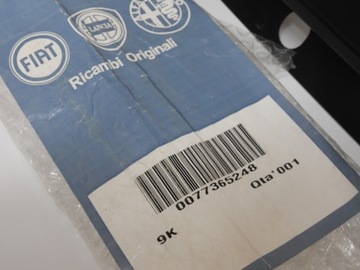 FIAT
LANCIA
Ricambi Originali
0077365248
9K
Qta'001